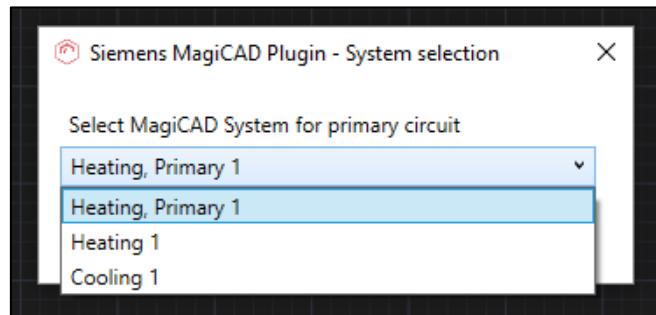 Siemens MagiCAD Plugin - System selection
Select MagiCAD System for primary circuit
Heating, Primary 1
Heating, Primary 1
Heating 1
Cooling 1